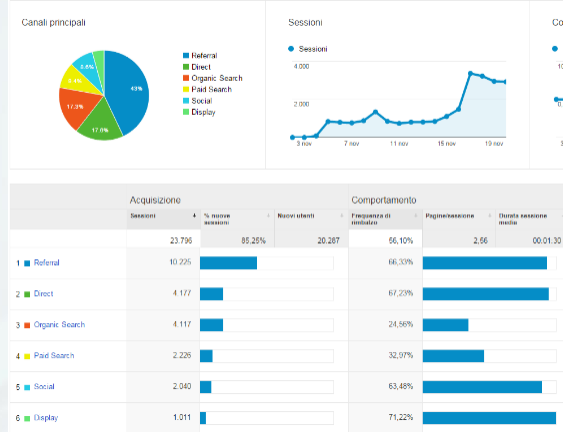 Canali principali
Sessioni
Co
Referral
Direct
Organic Search
Paid Search
Social
Display
43%
17.6%
17.3%
9.4%
8.6%
Sessioni
4.000
2.000
3 nov
7 nov
11 nov
15 nov
19 nov
Acquisizione
Comportamento
Sessioni
% nuove sessioni
Nuovi utenti
Frequenza di rimbalzo
Pagine/sessione
Durata sessione media
23.796
85,25%
20.287
56,10%
2,56
00:01:30
1 Referral 10.225 66,33%
2 Direct 4.177 67,23%
3 Organic Search 4.117 24,56%
4 Paid Search 2.226 32,97%
5 Social 2.040 63,48%
6 Display 1.011 71,22%